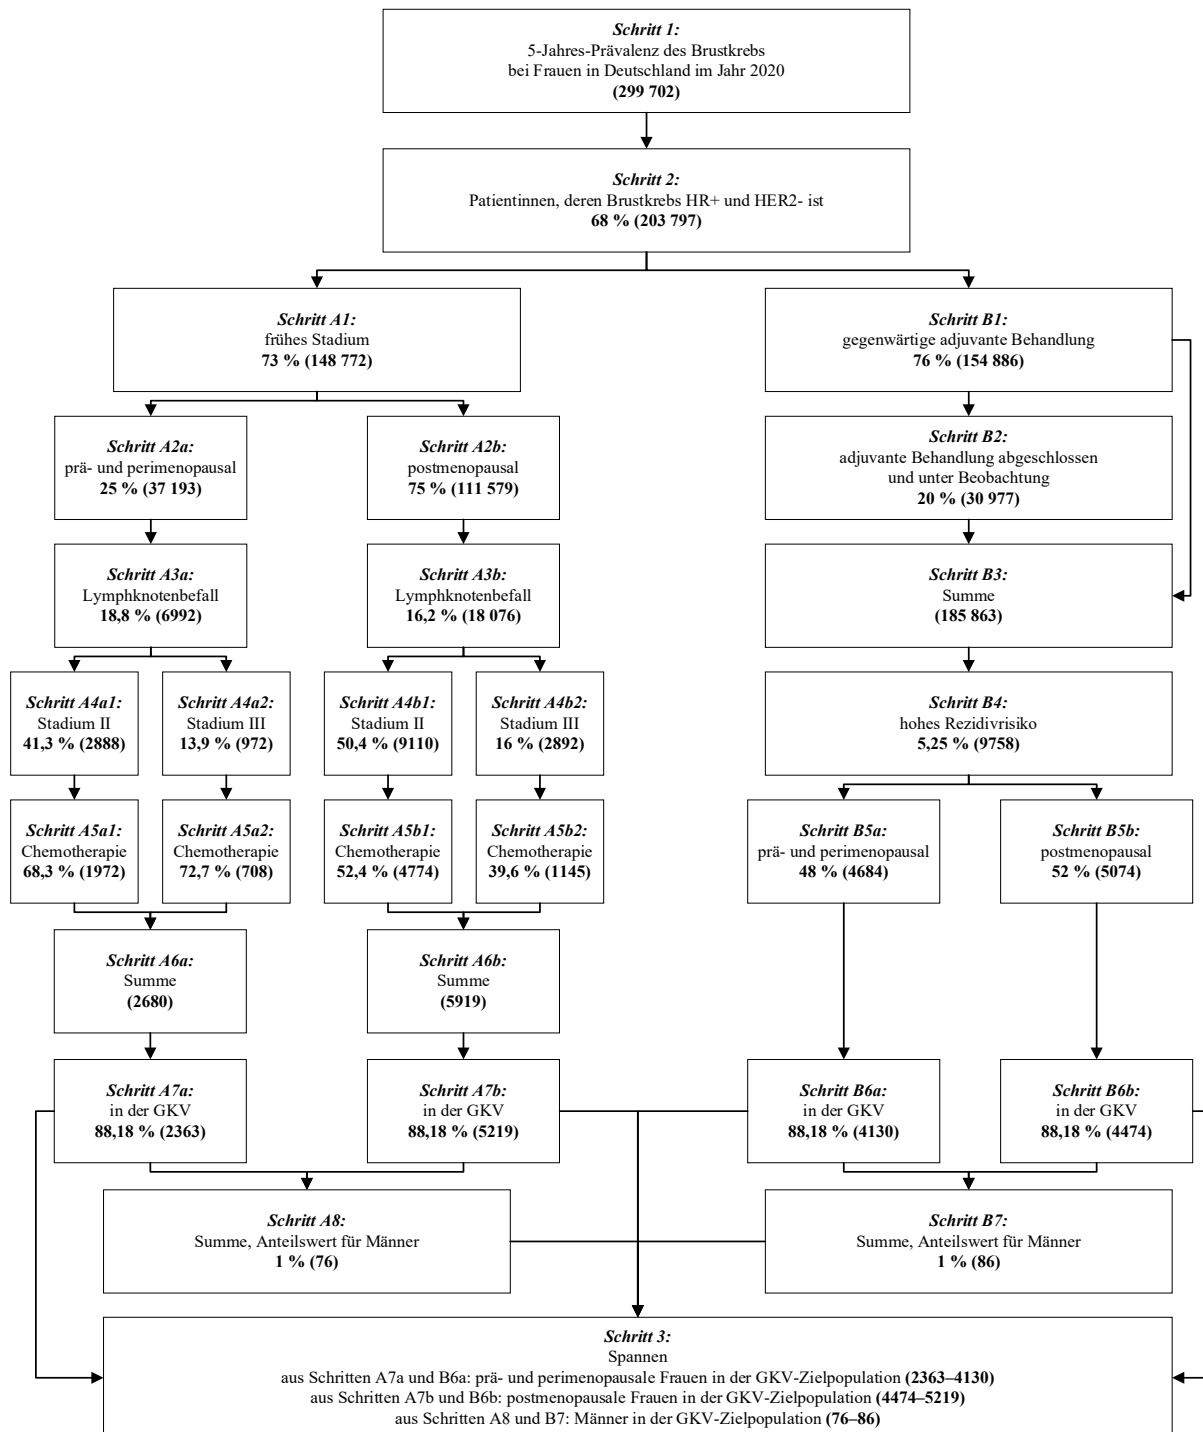 Schritt 1:
5-Jahres-Prävalenz des Brustkrebs
bei Frauen in Deutschland im Jahr 2020
(299 702)
Schritt 2:
Patientinnen, deren Brustkrebs HR+ und HER2- ist
68 % (203 797)
Schritt A1:
frühes Stadium
73 % (148 772)
Schritt B1:
gegenwärtige adjuvante Behandlung
76 % (154 886)
Schritt A2a:
prä- und perimenopausal
25 % (37 193)
Schritt A2b:
postmenopausal
75 % (111 579)
Schritt B2:
adjuvante Behandlung abgeschlossen
und unter Beobachtung
20 % (30 977)
Schritt A3a:
Lymphknotenbefall
18,8 % (6992)
Schritt A3b:
Lymphknotenbefall
16,2 % (18 076)
Schritt B3:
Summe
(185 863)
Schritt A4a1:
Stadium II
41,3 % (2888)
Schritt A4a2:
Stadium III
13,9 % (972)
Schritt A4b1:
Stadium II
50,4 % (9110)
Schritt A4b2:
Stadium III
16 % (2892)
Schritt B4:
hohes Rezidivrisiko
5,25 % (9758)
Schritt A5a1:
Chemotherapie
68,3 % (1972)
Schritt A5a2:
Chemotherapie
72,7 % (708)
Schritt A5b1:
Chemotherapie
52,4 % (4774)
Schritt A5b2:
Chemotherapie
39,6 % (1145)
Schritt B5a:
prä- und perimenopausal
48 % (4684)
Schritt B5b:
postmenopausal
52 % (5074)
Schritt A6a:
Summe
(2680)
Schritt A6b:
Summe
(5919)
Schritt A7a:
in der GKV
88,18 % (2363)
Schritt A7b:
in der GKV
88,18 % (5219)
Schritt B6a:
in der GKV
88,18 % (4130)
Schritt B6b:
in der GKV
88,18 % (4474)
Schritt A8:
Summe, Anteilswert für Männer
1 % (76)
Schritt B7:
Summe, Anteilswert für Männer
1 % (86)
Schritt 3:
Spannen
aus Schritten A7a und B6a: prä- und perimenopausale Frauen in der GKV-Zielpopulation (2363–4130)
aus Schritten A7b und B6b: postmenopausale Frauen in der GKV-Zielpopulation (4474–5219)
aus Schritten A8 und B7: Männer in der GKV-Zielpopulation (76–86)